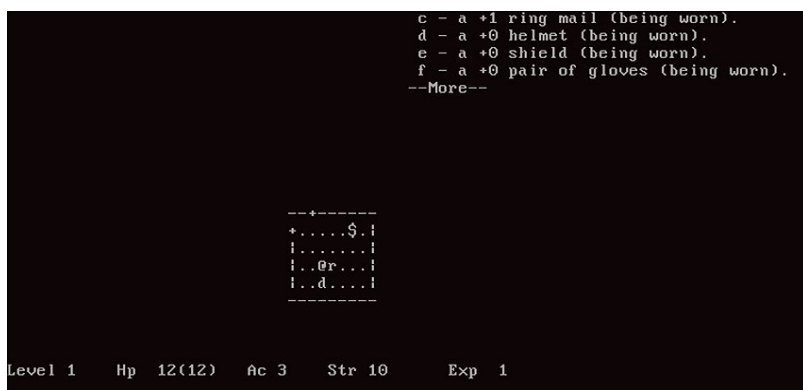 c - a +1 ring mail (being worn).
d - a +0 helmet (being worn).
e - a +0 shield (being worn).
f - a +0 pair of gloves (being worn).
--More--
--+------
+.....$.|
|.......|
|..@r...|
|..d....|
---------
Level 1 Hp 12(12) Ac 3 Str 10 Exp 1